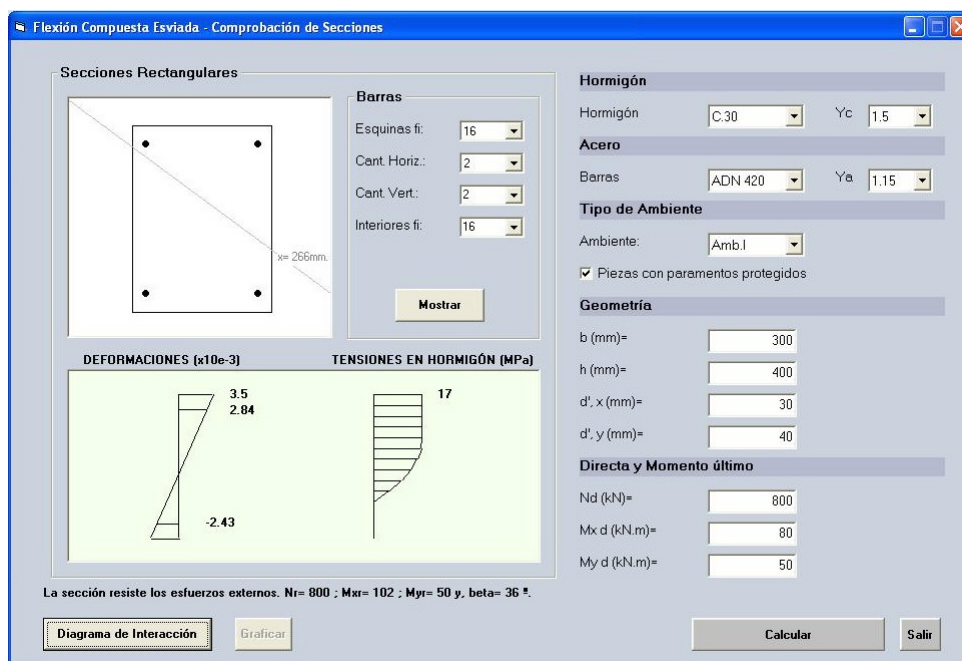 Flexión Compuesta Esviada - Comprobación de Secciones
Secciones Rectangulares
x= 266mm.
Barras
Esquinas fi: 16
Cant. Horiz.: 2
Cant. Vert.: 2
Interiores fi: 16
Mostrar
DEFORMACIONES (x10e-3)
TENSIONES EN HORMIGÓN (MPa)
3.5
2.84
-2.43
17
Hormigón
Hormigón C.30 Yc 1.5
Acero
Barras ADN 420 Ya 1.15
Tipo de Ambiente
Ambiente: Amb.I
Piezas con paramentos protegidos
Geometría
b (mm)= 300
h (mm)= 400
d', x (mm)= 30
d', y (mm)= 40
Directa y Momento último
Nd (kN)= 800
Mx d (kN.m)= 80
My d (kN.m)= 50
La sección resiste los esfuerzos externos. Nr= 800 ; Mxr= 102 ; Myr= 50 y, beta= 36 º.
Diagrama de Interacción
Graficar
Calcular
Salir